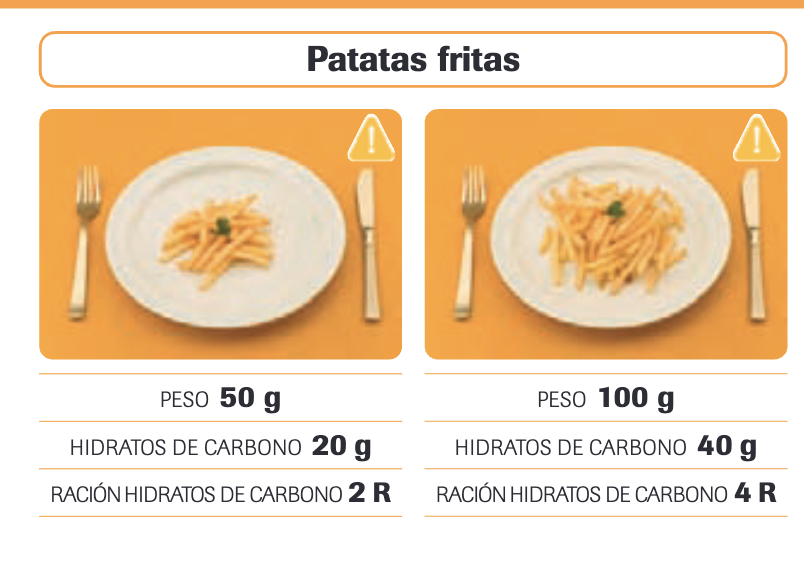 Patatas fritas
PESO 50 g
HIDRATOS DE CARBONO 20 g
RACIÓN HIDRATOS DE CARBONO 2 R
PESO 100 g
HIDRATOS DE CARBONO 40 g
RACIÓN HIDRATOS DE CARBONO 4 R